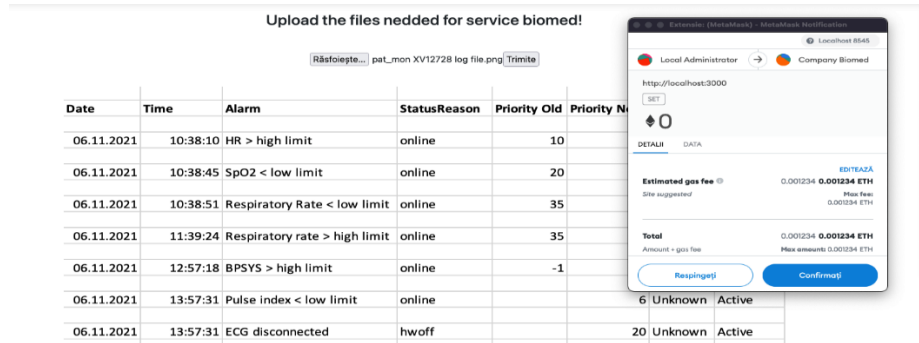 Upload the files nedded for service biomed!
Răsfoiește... pat_mon XV12728 log file.png Trimite
Date Time Alarm StatusReason Priority Old Priority
06.11.2021 10:38:10 HR > high limit online 10
06.11.2021 10:38:45 SpO2 < low limit online 20
06.11.2021 10:38:51 Respiratory Rate < low limit online 35
06.11.2021 11:39:24 Respiratory rate > high limit online 35
06.11.2021 12:57:18 BPSYS > high limit online -1
06.11.2021 13:57:31 Pulse index < low limit online 6 Unknown Active
06.11.2021 13:57:31 ECG disconnected hwoff 20 Unknown Active
Extensie: (MetaMask) - MetaMask Notification
Localhost 8545
Local Administrator Company Biomed
http://localhost:3000
SET
0
DETALII DATA
EDITEAZĂ
Estimated gas fee 0.001234 0.001234 ETH
Site suggested Max fee:
0.001234 ETH
Total 0.001234 0.001234 ETH
Amount + gas fee Max amount: 0.001234 ETH
Respingeți Confirmați